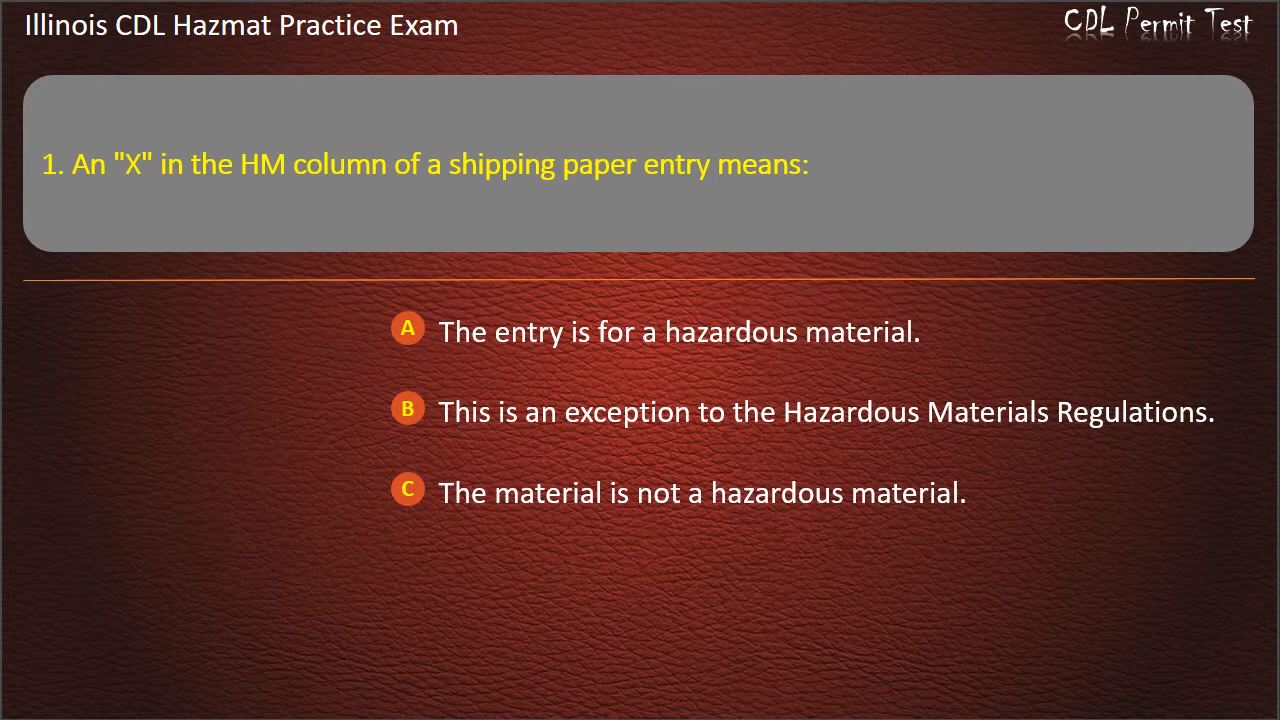 Illinois CDL Hazmat Practice Exam
CDL Permit Test
1. An "X" in the HM column of a shipping paper entry means:
A The entry is for a hazardous material.
B This is an exception to the Hazardous Materials Regulations.
C The material is not a hazardous material.